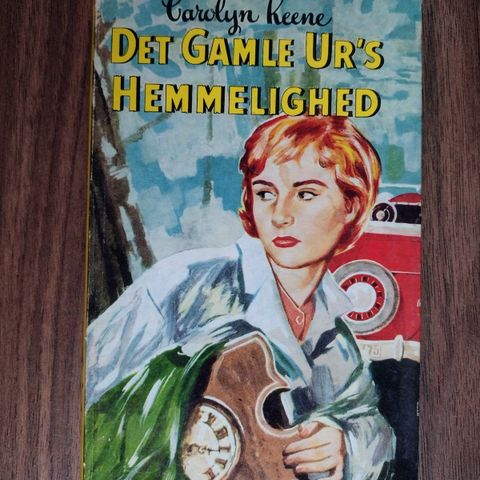 Carolyn Keene
DET GAMLE UR'S
HEMMELIGHED